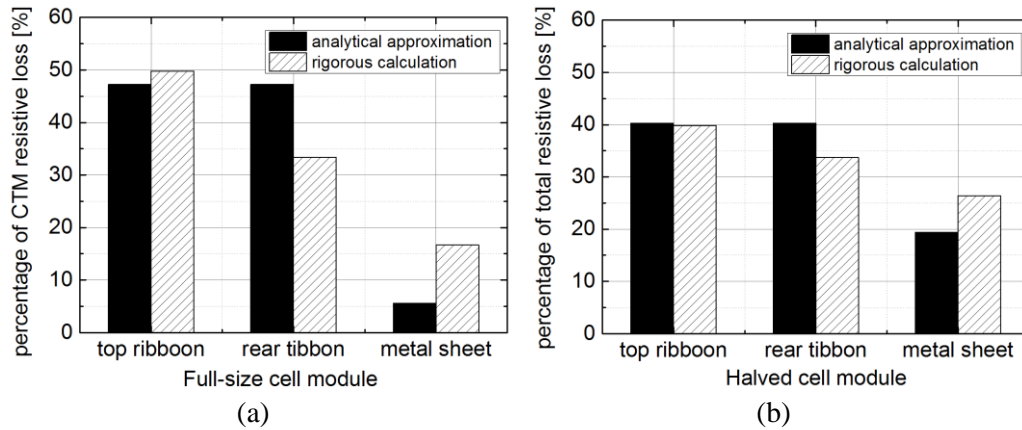 percentage of CTM resistive loss [%]
60
50
40
30
20
10
0
analytical approximation
rigorous calculation
top ribboon rear tibbon metal sheet
Full-size cell module
(a)
percentage of total resistive loss [%]
60
50
40
30
20
10
0
analytical approximation
rigorous calculation
top ribboon rear tibbon metal sheet
Halved cell module
(b)